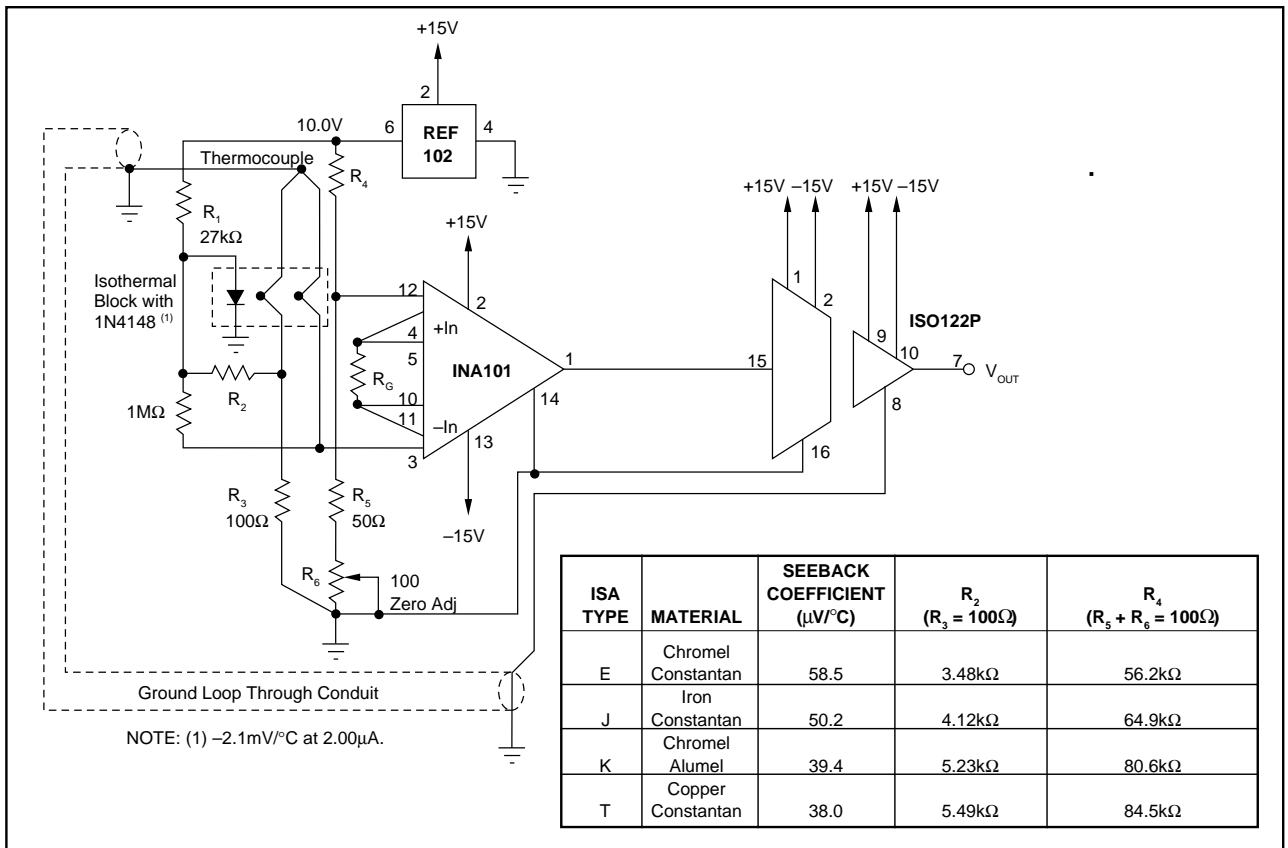 +15V
2
10.0V
6
REF
102
4
Thermocouple
R4
R1
27kΩ
+15V
+15V –15V
+15V –15V
Isothermal
Block with
1N4148 (1)
12
2
1
2
+In
4
5
ISO122P
9
10
7
VOUT
1
15
INA101
RG
R2
10
11
–In
14
8
1MΩ
13
3
16
R3
100Ω
R5
50Ω
–15V
R6
100
Zero Adj
Ground Loop Through Conduit
NOTE: (1) –2.1mV/°C at 2.00µA.
ISA TYPE MATERIAL SEEBACK COEFFICIENT (µV/°C) R2 (R3 = 100Ω) R4 (R5 + R6 = 100Ω)
E Chromel Constantan 58.5 3.48kΩ 56.2kΩ
J Iron Constantan 50.2 4.12kΩ 64.9kΩ
K Chromel Alumel 39.4 5.23kΩ 80.6kΩ
T Copper Constantan 38.0 5.49kΩ 84.5kΩ